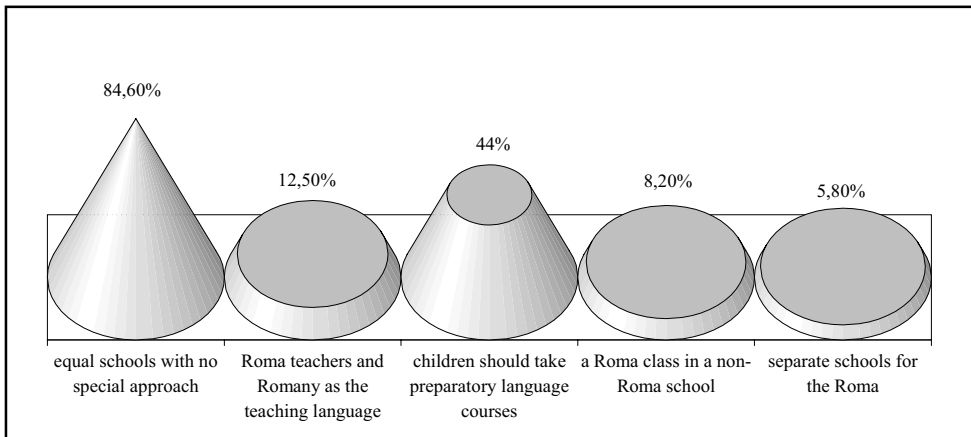 84,60%
12,50%
44%
8,20%
5,80%
equal schools with no
special approach
Roma teachers and
Romany as the
teaching language
children should take
preparatory language
courses
a Roma class in a non-
Roma school
separate schools for
the Roma